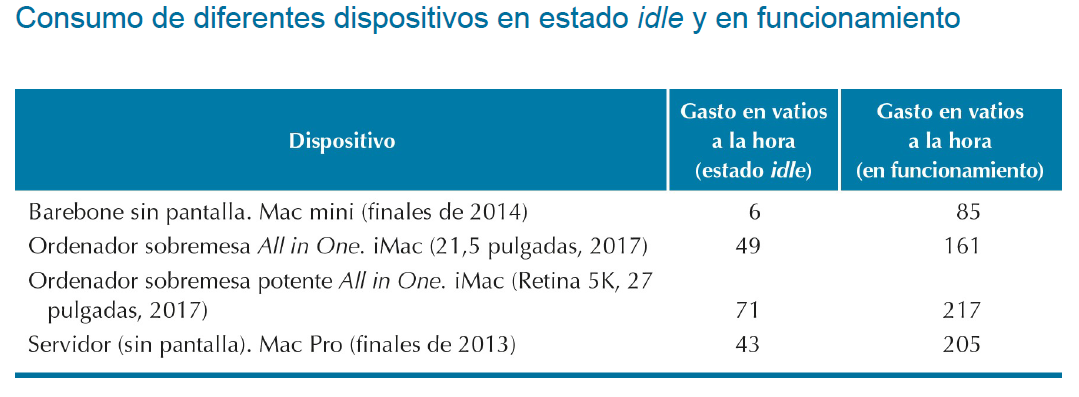 Consumo de diferentes dispositivos en estado idle y en funcionamiento
Dispositivo
Gasto en vatios
a la hora
(estado idle)
Gasto en vatios
a la hora
(en funcionamiento)
Barebone sin pantalla. Mac mini (finales de 2014) 6 85
Ordenador sobremesa All in One. iMac (21,5 pulgadas, 2017) 49 161
Ordenador sobremesa potente All in One. iMac (Retina 5K, 27
pulgadas, 2017) 71 217
Servidor (sin pantalla). Mac Pro (finales de 2013) 43 205